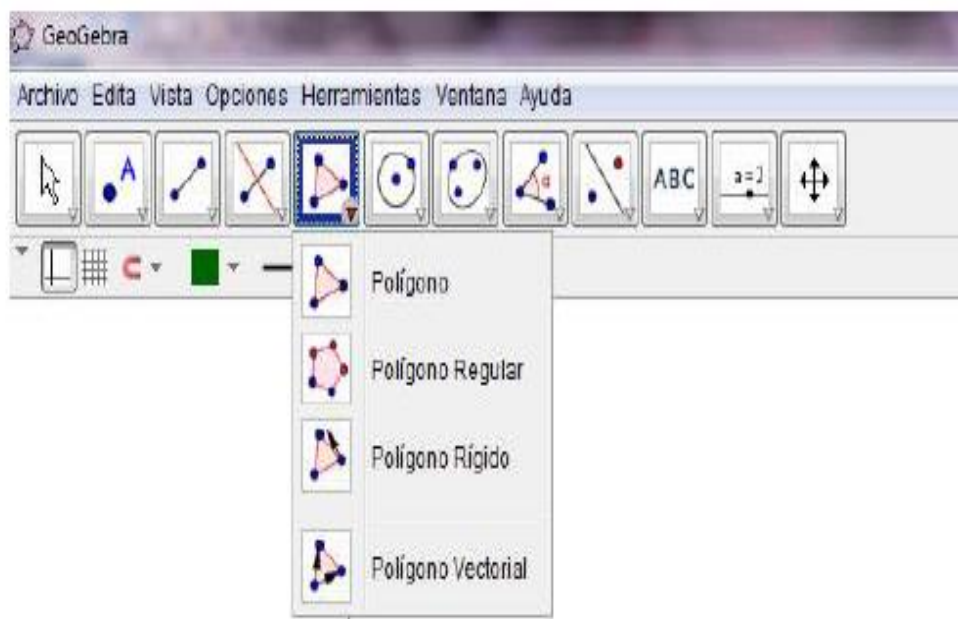 GeoGebra
Archivo Edita Vista Opciones Herramientas Ventana Ayuda
A ABC a=2
Polígono
Polígono Regular
Polígono Rígido
Polígono Vectorial